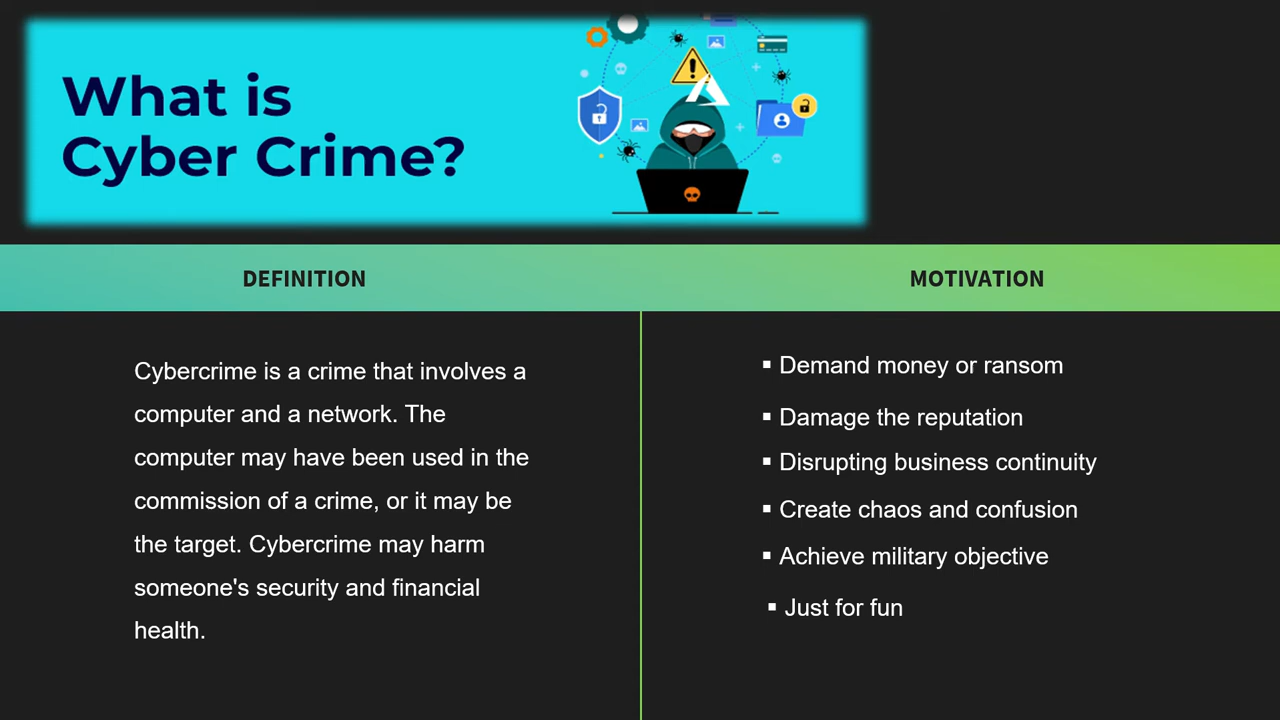 What is
Cyber Crime?
DEFINITION
Cybercrime is a crime that involves a
computer and a network. The
computer may have been used in the
commission of a crime, or it may be
the target. Cybercrime may harm
someone's security and financial
health.
MOTIVATION
▪ Demand money or ransom
▪ Damage the reputation
▪ Disrupting business continuity
▪ Create chaos and confusion
▪ Achieve military objective
▪ Just for fun